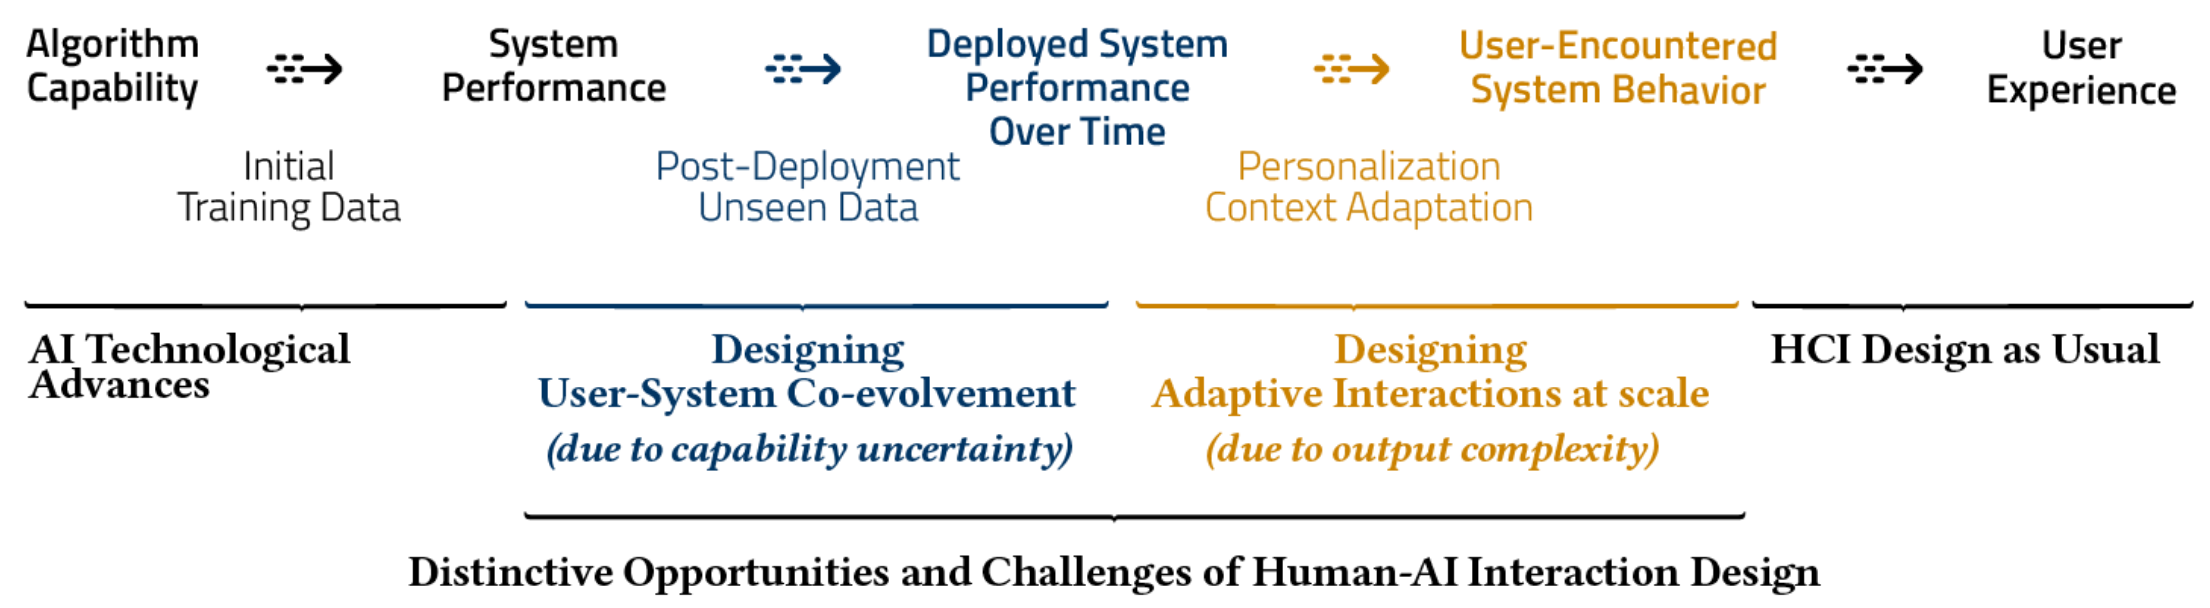 Algorithm
Capability
System
Performance
Deployed System
Performance
Over Time
User-Encountered
System Behavior
User
Experience
Initial
Training Data
Post-Deployment
Unseen Data
Personalization
Context Adaptation
AI Technological
Advances
Designing
User-System Co-evolvement
(due to capability uncertainty)
Designing
Adaptive Interactions at scale
(due to output complexity)
HCI Design as Usual
Distinctive Opportunities and Challenges of Human-AI Interaction Design